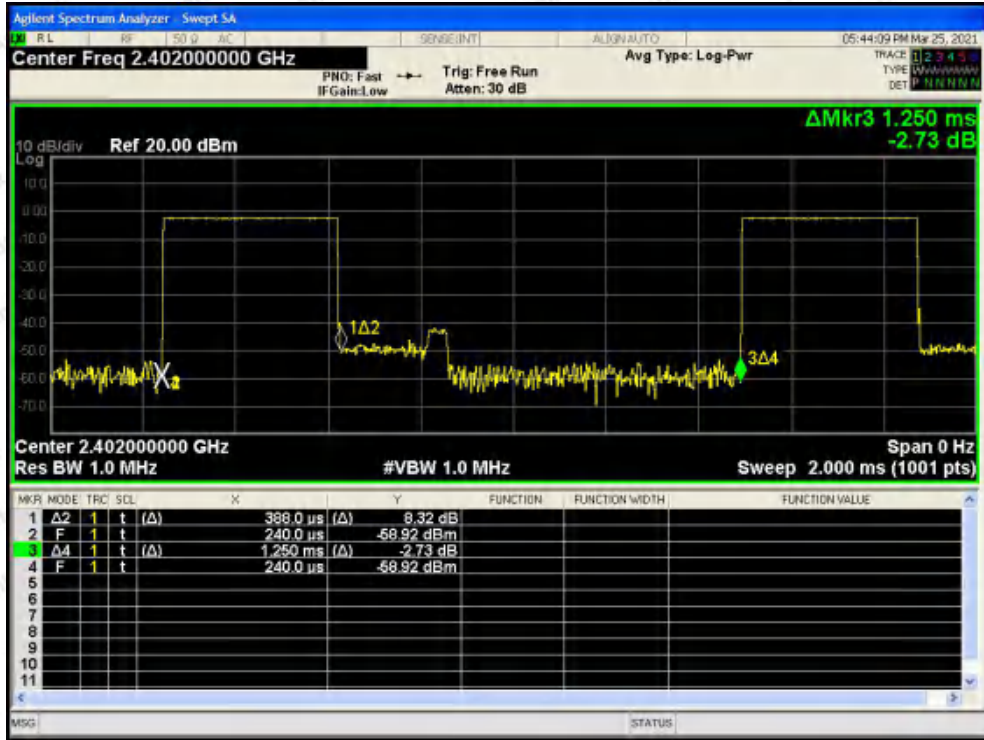 Agilent Spectrum Analyzer - Swept SA
LXI RL RF 50 Ω AC SENSE:INT ALIGN AUTO 05:44:09 PM Mar 25, 2021
Center Freq 2.402000000 GHz Avg Type: Log-Pwr TRACE 1 2 3 4 5 6
PNO: Fast Trig: Free Run TYPE
IFGain:Low Atten: 30 dB DET P N N N N N
ΔMkr3 1.250 ms
10 dB/div Ref 20.00 dBm -2.73 dB
Log
10.0
0.00
-10.0
-20.0
-30.0
-40.0
1Δ2
-50.0
3Δ4
-60.0
-70.0
Center 2.402000000 GHz Span 0 Hz
Res BW 1.0 MHz #VBW 1.0 MHz Sweep 2.000 ms (1001 pts)
MKR MODE TRC SCL X Y FUNCTION FUNCTION WIDTH FUNCTION VALUE
1 Δ2 1 t (Δ) 388.0 µs (Δ) 8.32 dB
2 F 1 t 240.0 µs -58.92 dBm
3 Δ4 1 t (Δ) 1.250 ms (Δ) -2.73 dB
4 F 1 t 240.0 µs -58.92 dBm
5
6
7
8
9
10
11
MSG STATUS